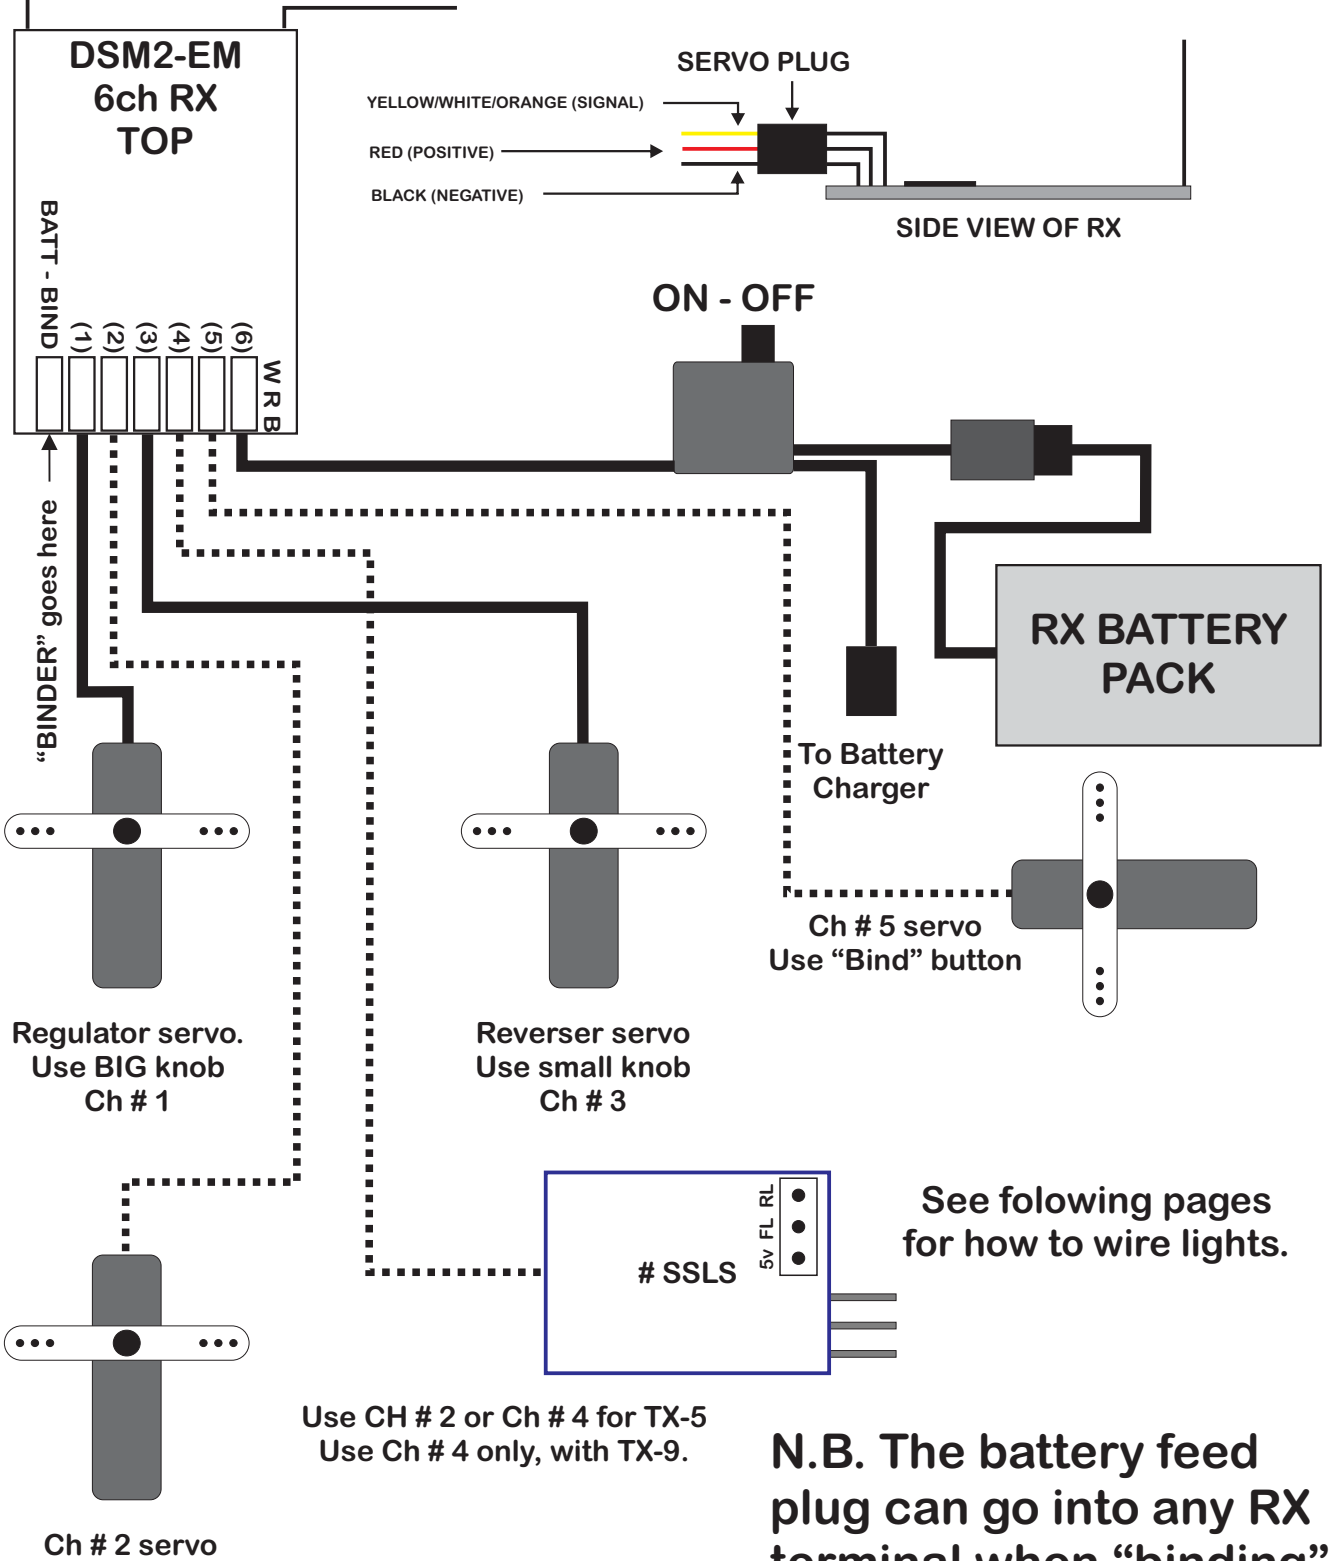 DSM2-EM
6ch RX
TOP
BATT - BIND
(1)
(2)
(3)
(4)
(5)
(6)
W R B
SERVO PLUG
YELLOW/WHITE/ORANGE (SIGNAL)
RED (POSITIVE)
BLACK (NEGATIVE)
SIDE VIEW OF RX
ON - OFF
“BINDER” goes here
RX BATTERY
PACK
To Battery
Charger
Ch # 5 servo
Use “Bind” button
Regulator servo.
Use BIG knob
Ch # 1
Reverser servo
Use small knob
Ch # 3
# SSLS
5v FL RL
See folowing pages
for how to wire lights.
Use CH # 2 or Ch # 4 for TX-5
Use Ch # 4 only, with TX-9.
Ch # 2 servo
N.B. The battery feed
plug can go into any RX
terminal when “binding”